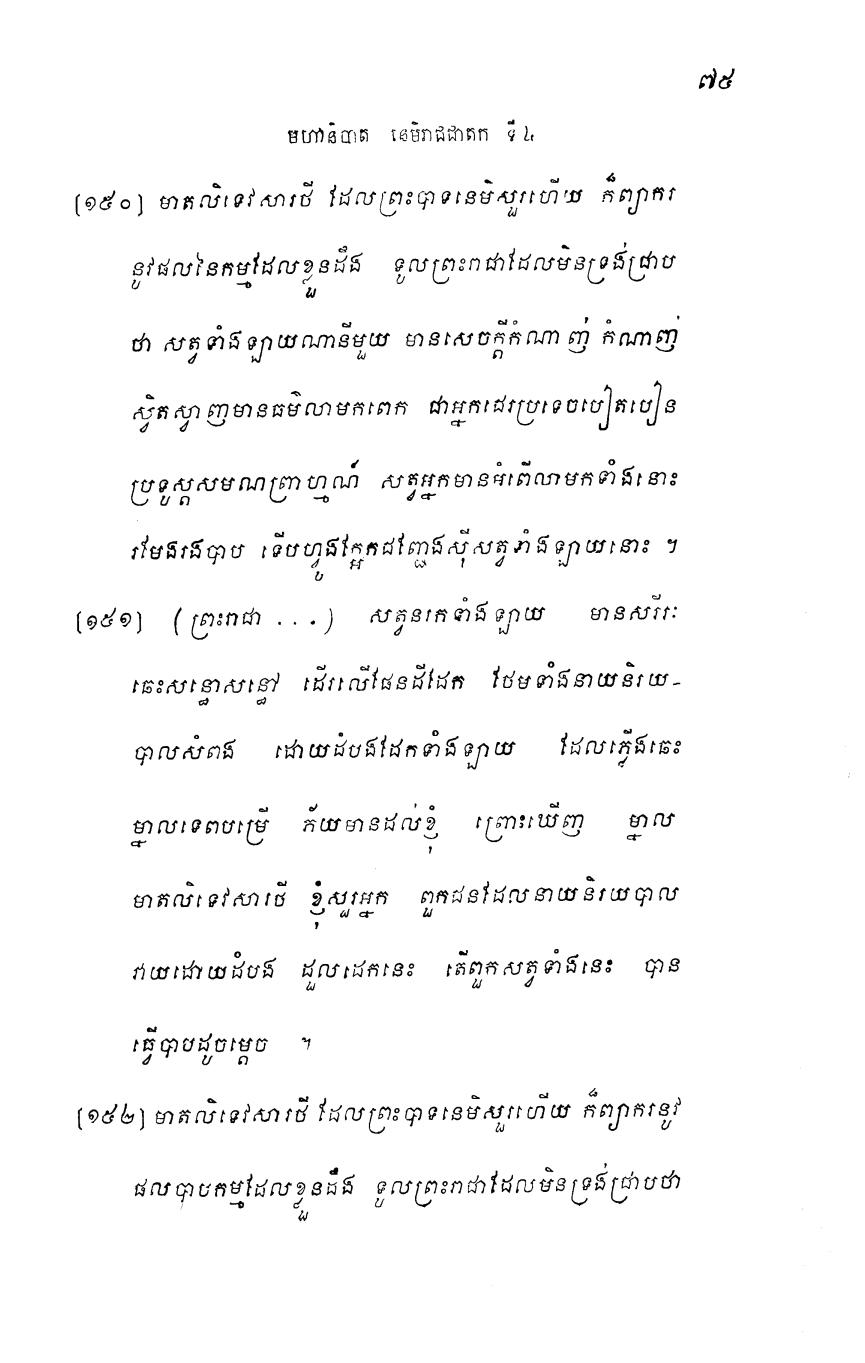 ៧៥
មហានិបាត នេមិរាជជាតក ទី ៤
[១៥០] មាតលិទេវសារថី ដែលព្រះបាទនេមិសួរហើយ ក៏ព្យាករ
នូវផលនៃកម្មដែលខ្លួនដឹង ទូលព្រះរាជាដែលមិនទ្រង់ជ្រាប
ថា សត្វទាំងឡាយណានីមួយ មានសេចក្តីកំណាញ់ កំណាញ់
ស្វិតស្វាញមានធម៌លាមកពេក ជាអ្នកជេរប្រទេចបៀតបៀន
ប្រទូស្តសមណព្រាហ្មណ៍ សត្វអ្នកមានអំពើលាមកទាំងនោះ
រមែងរងបាប ទើបហ្វូងក្អែកជញ្ជែងស៊ីសត្វទាំងឡាយនោះ ។
[១៥១] (ព្រះរាជា . . .) សត្វនរកទាំងឡាយ មានសរីរៈ
ឆេះសន្ធោសន្ធៅ ដើរលើផែនដីដែក ថែមទាំងនាយនិរយ-
បាលសំពង ដោយដំបងដែកទាំងឡាយ ដែលភ្លើងឆេះ
ម្នាលទេពបម្រើ ភ័យមានដល់ខ្ញុំ ព្រោះឃើញ ម្នាល
មាតលិទេវសារថី ខ្ញុំសួរអ្នក ពួកជនដែលនាយនិរយបាល
វាយដោយដំបង ដួលដេកនេះ តើពួកសត្វទាំងនេះ បាន
ធ្វើបាបដូចម្តេច ។
[១៥២] មាតលិទេវសារថី ដែលព្រះបាទនេមិសួរហើយ ក៏ព្យាករនូវ
ផលបាបកម្មដែលខ្លួនដឹង ទូលព្រះរាជាដែលមិនទ្រង់ជ្រាបថា